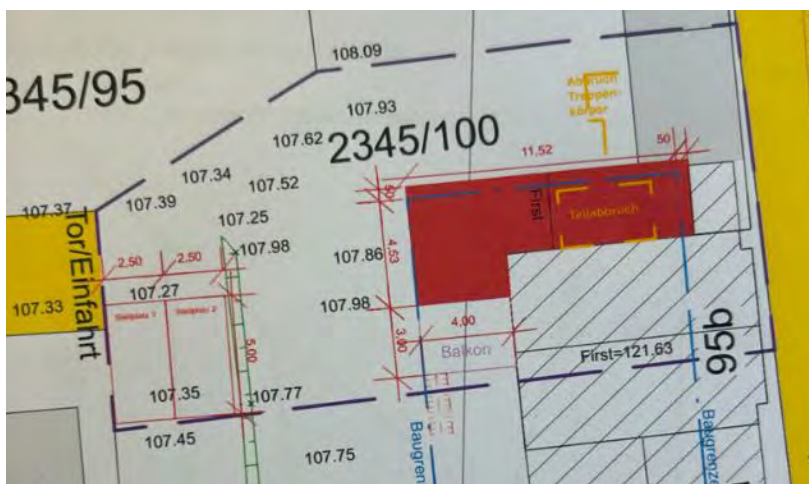 108.09
345/95
Abbruch
Treppen-
körper
107.93
107.62
2345/100
11.52
50
107.34
107.37
107.39
107.52
50
First
Teilabbruch
Tor/Einfahrt
107.25
2,50
2,50
107.98
107.86
4,53
107.27
107.33
107.98
Stellplatz 1
Stellplatz 2
5,00
3,00
4,00
Balkon
First=121.63
95b
107.35
107.77
107.45
107.75
Baugren
Baugrenze